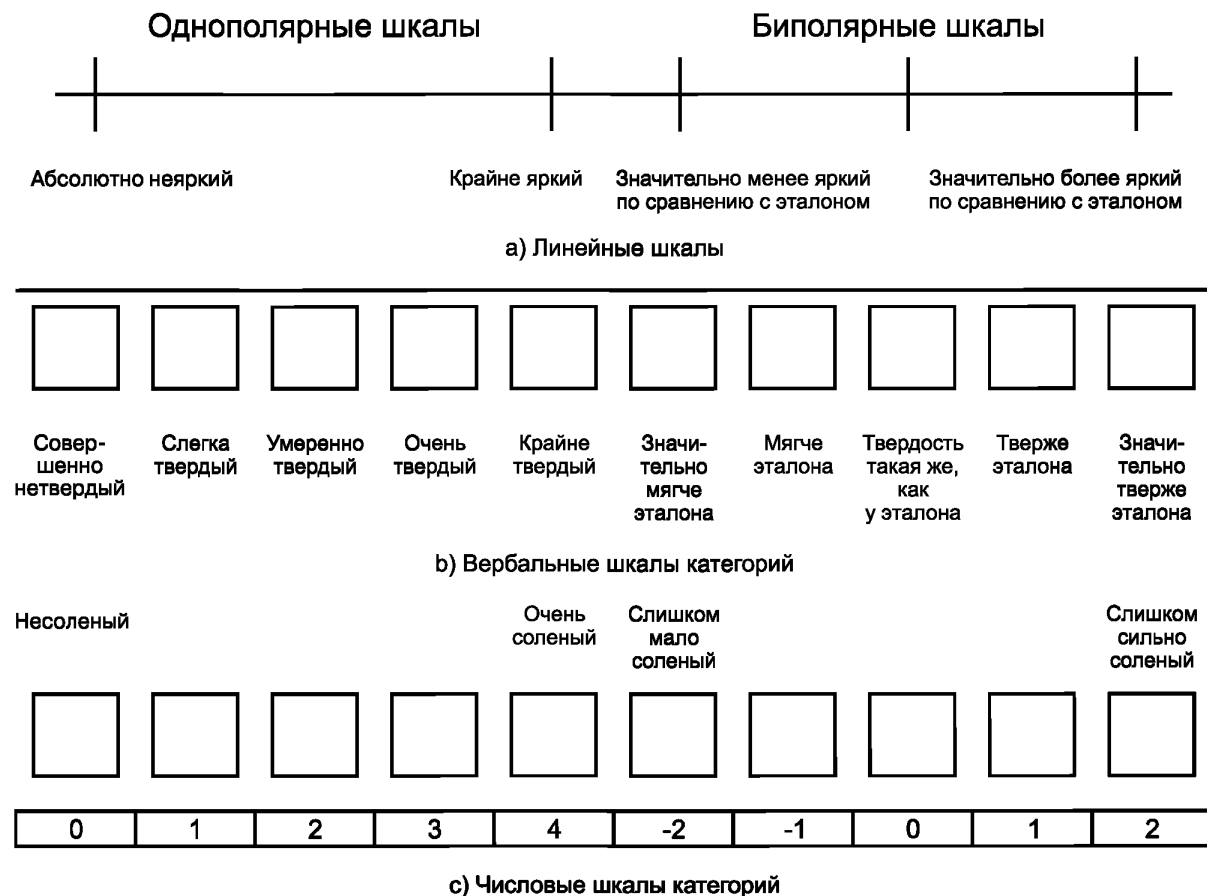 Однополярные шкалы Биполярные шкалы
Абсолютно неяркий Крайне яркий Значительно менее яркий Значительно более яркий
по сравнению с эталоном по сравнению с эталоном
a) Линейные шкалы
Совер- Слегка Умеренно Очень Крайне Значи- Мягче Твердость Тверже Значи-
шенно твердый твердый твердый твердый тельно эталона такая же, эталона тельно
нетвердый мягче как тверже
эталона у эталона эталона
b) Вербальные шкалы категорий
Несоленый Очень Слишком Слишком
соленый мало сильно
соленый соленый
0 1 2 3 4 -2 -1 0 1 2
c) Числовые шкалы категорий